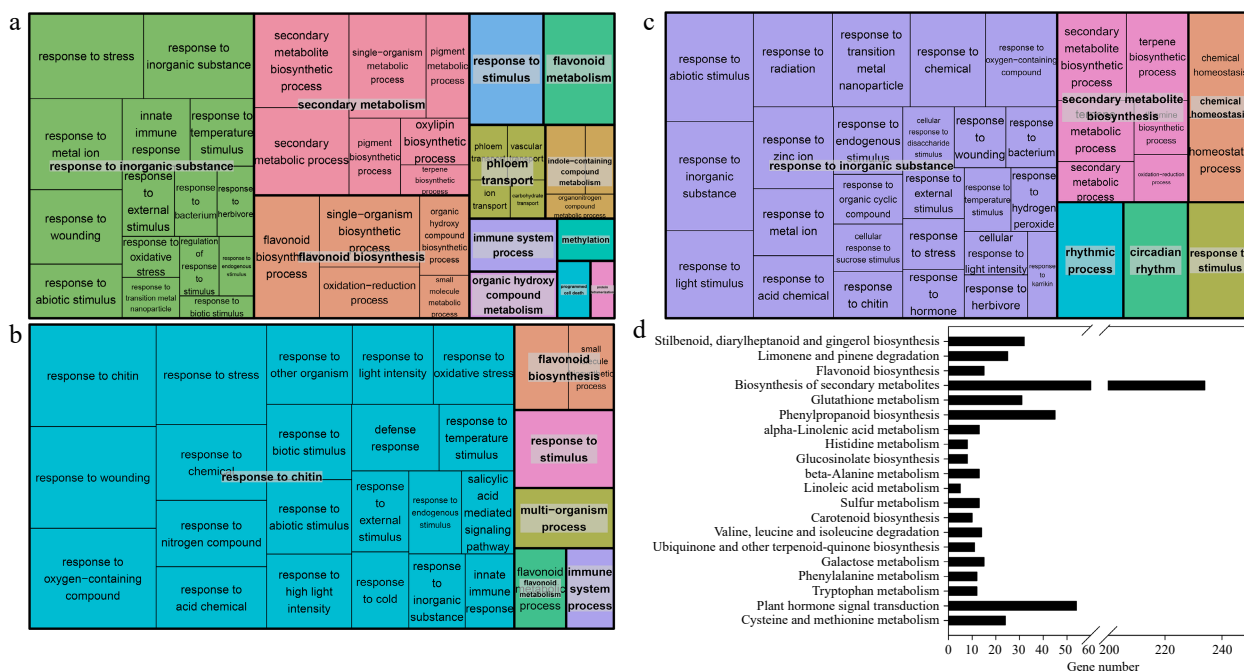 a
response to stress
response to
inorganic substance
response to
metal ion
innate
immune
response
response to
temperature
stimulus
response to inorganic substance
response to
wounding
response
to
external
stimulus
response
to
bacterium
response
to
herbivore
response to
oxidative
stress
regulation
of
response
to
stimulus
response to
endogenous
stimulus
response to
abiotic stimulus
response to
transition metal
nanoparticle
response to
biotic stimulus
secondary
metabolite
biosynthetic
process
single−organism
metabolic
process
pigment
metabolic
process
secondary metabolism
secondary
metabolic process
pigment
biosynthetic
process
oxylipin
biosynthetic
process
terpene
biosynthetic process
flavonoid
biosynthetic
process
single−organism
biosynthetic
process
organic
hydroxy
compound
biosynthetic
process
flavonoid biosynthesis
oxidation−reduction
process
small
molecule
metabolic
process
response to
stimulus
flavonoid
metabolism
phloem
transport
vascular
transport
phloem
transport
ion
transport
carbohydrate
transport
indole−containing
compound
metabolism
organonitrogen
compound
metabolic process
immune system
process
methylation
organic hydroxy
compound
metabolism
programmed
cell death
b
response to chitin
response to stress
response to
other organism
response to
light intensity
response to
oxidative stress
response to wounding
response to
chemical
response to
biotic stimulus
defense
response
response to
temperature
stimulus
response to chitin
response to
oxygen−containing
compound
response to
nitrogen compound
response to
abiotic stimulus
response
to
external
stimulus
response to
endogenous
stimulus
salicylic
acid
mediated
signaling
pathway
response to
acid chemical
response to
high light
intensity
response
to cold
response
to
inorganic
substance
innate
immune
response
flavonoid
biosynthesis
small
molecule
biosynthetic
process
response to
stimulus
multi−organism
process
flavonoid
metabolic
process
flavonoid
metabolism
immune
system
process
c
response to
abiotic stimulus
response to
radiation
response to
transition
metal
nanoparticle
response to
chemical
response to
oxygen−containing
compound
response to
inorganic
substance
response to
zinc ion
response to
endogenous
stimulus
cellular
response to
disaccharide
stimulus
response
to
wounding
response
to
bacterium
response to inorganic substance
response to
metal ion
response to
organic cyclic
compound
response to
external
stimulus
response to
temperature
stimulus
response
to
hydrogen
peroxide
response to
light stimulus
response to
acid chemical
cellular
response to
sucrose stimulus
response
to stress
cellular
response to
light intensity
response
to
karrikin
response
to chitin
response
to
hormone
response to
herbivore
secondary
metabolite
biosynthetic
process
terpene
biosynthetic
process
secondary metabolite
biosynthesis
terpene
metabolic
process
biosynthetic
process
secondary
metabolic process
oxidation−reduction
process
chemical
homeostasis
chemical
homeostasis
homeostatic
process
rhythmic
process
circadian
rhythm
response to
stimulus
d
Stilbenoid, diarylheptanoid and gingerol biosynthesis
Limonene and pinene degradation
Flavonoid biosynthesis
Biosynthesis of secondary metabolites
Glutathione metabolism
Phenylpropanoid biosynthesis
alpha-Linolenic acid metabolism
Histidine metabolism
Glucosinolate biosynthesis
beta-Alanine metabolism
Linoleic acid metabolism
Sulfur metabolism
Carotenoid biosynthesis
Valine, leucine and isoleucine degradation
Ubiquinone and other terpenoid-quinone biosynthesis
Galactose metabolism
Phenylalanine metabolism
Tryptophan metabolism
Plant hormone signal transduction
Cysteine and methionine metabolism
0 10 20 30 40 50 60 200 220 240
Gene number